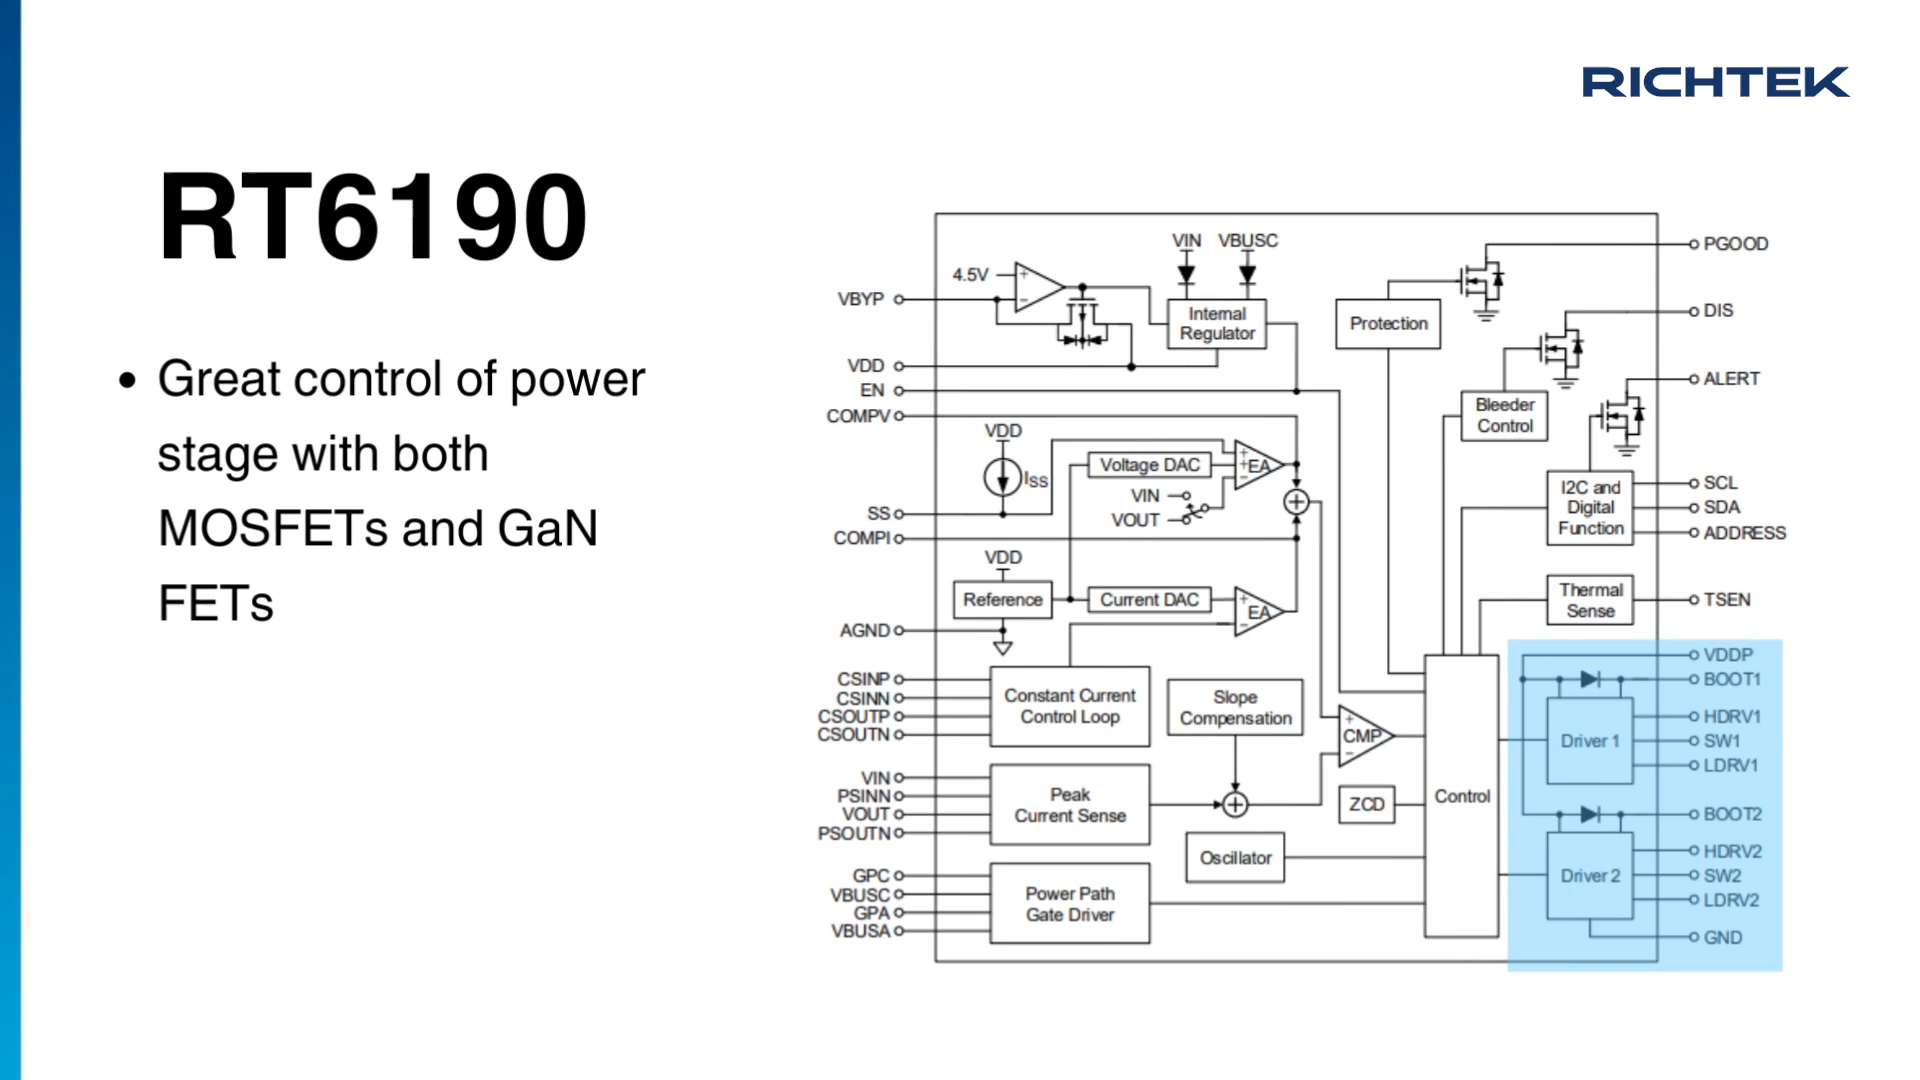 RICHTEK
RT6190
• Great control of power
stage with both
MOSFETs and GaN
FETs
VIN VBUSC
PGOOD
4.5V
+
−
VBYP
Internal
Regulator
Protection
DIS
VDD
EN
ALERT
COMPV
Bleeder
Control
VDD
ISS
Voltage DAC
+
+
−
EA
VIN
VOUT
SS
COMPI
I2C and
Digital
Function
SCL
SDA
ADDRESS
VDD
Reference
Current DAC
+
−
EA
AGND
Thermal
Sense
TSEN
CSINP
CSINN
CSOUTP
CSOUTN
Constant Current
Control Loop
Slope
Compensation
+
−
CMP
VIN
PSINN
VOUT
PSOUTN
Peak
Current Sense
ZCD
Control
Oscillator
GPC
VBUSC
GPA
VBUSA
Power Path
Gate Driver
VDDP
BOOT1
HDRV1
Driver 1
SW1
LDRV1
BOOT2
HDRV2
Driver 2
SW2
LDRV2
GND